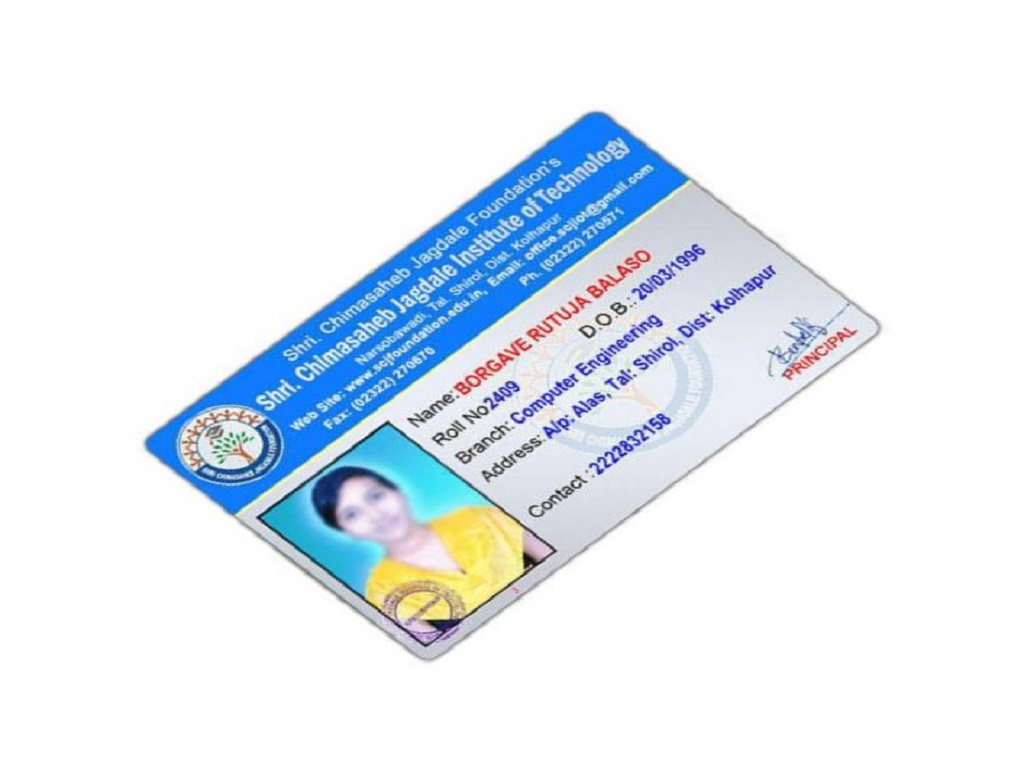 Shri. Chimasaheb Jagdale Foundation's
Shri. Chimasaheb Jagdale Institute of Technology
Narsobawadi, Tal. Shirol, Dist. Kolhapur
Web Site: www.scjfoundation.edu.in, Email: office.scjiot@gmail.com
Fax: (02322) 270670 Ph. (02322) 270571
Name: BORGAVE RUTUJA BALASO
Roll No 2409 D.O.B.: 20/03/1996
Branch: Computer Engineering
Address: A/p: Alas, Tal: Shirol, Dist: Kolhapur
Contact : 2222832158
PRINCIPAL